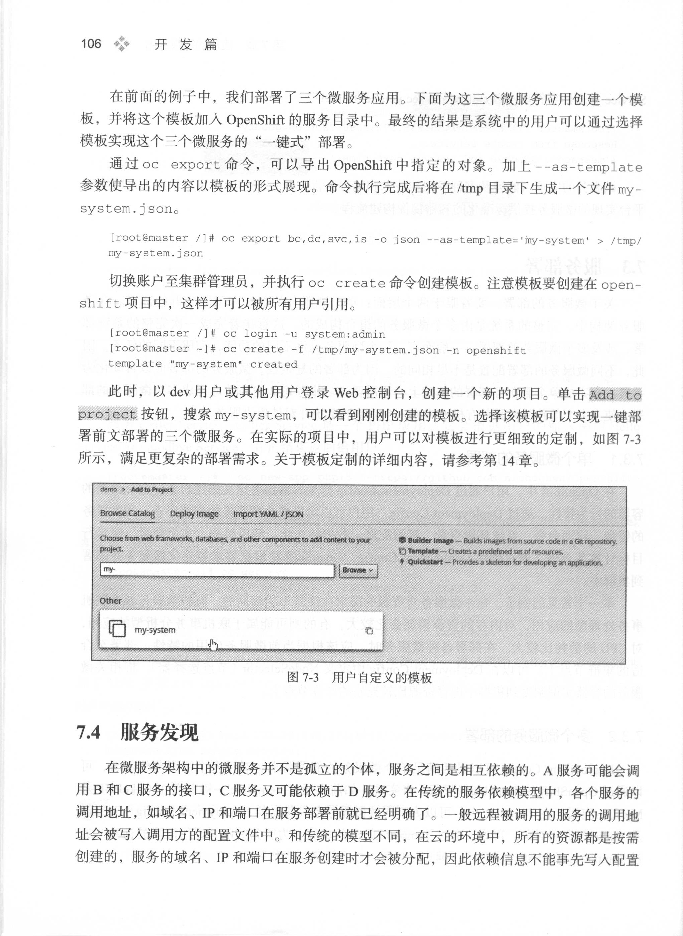 106 开 发 篇
在前面的例子中，我们部署了三个微服务应用。下面为这三个微服务应用创建一个模
板，并将这个模板加入 OpenShift 的服务目录中。最终的结果是系统中的用户可以通过选择
模板实现这个三个微服务的“一键式”部署。
通过 oc export 命令，可以导出 OpenShift 中指定的对象。加上 --as-template
参数使导出的内容以模板的形式展现。命令执行完成后将在 /tmp 目录下生成一个文件 my-
system.json。
[root@master /]# oc export bc,dc,svc,is -o json --as-template='my-system' > /tmp/
my-system.json
切换账户至集群管理员，并执行 oc create 命令创建模板。注意模板要创建在 open-
shift 项目中，这样才可以被所有用户引用。
[root@master /]# oc login -u system:admin
[root@master ~]# oc create -f /tmp/my-system.json -n openshift
template "my-system" created
此时，以 dev 用户或其他用户登录 Web 控制台，创建一个新的项目。单击 Add to
project 按钮，搜索 my-system，可以看到刚刚创建的模板。选择该模板可以实现一键部
署前文部署的三个微服务。在实际的项目中，用户可以对模板进行更细致的定制，如图 7-3
所示，满足更复杂的部署需求。关于模板定制的详细内容，请参考第 14 章。
demo > Add to Project
Browse Catalog Deploy Image Import YAML / JSON
Choose from web frameworks, databases, and other components to add content to your
project.
Builder Image — Builds images from source code in a Git repository.
Template — Creates a predefined set of resources.
Quickstart — Provides a skeleton for developing an application.
my- Browse
Other
my-system
图 7-3 用户自定义的模板
7.4 服务发现
在微服务架构中的微服务并不是孤立的个体，服务之间是相互依赖的。A 服务可能会调
用 B 和 C 服务的接口，C 服务又可能依赖于 D 服务。在传统的服务依赖模型中，各个服务的
调用地址，如域名、IP 和端口在服务部署前就已经明确了。一般远程被调用的服务的调用地
址会被写入调用方的配置文件中。和传统的模型不同，在云的环境中，所有的资源都是按需
创建的，服务的域名、IP 和端口在服务创建时才会被分配，因此依赖信息不能事先写入配置